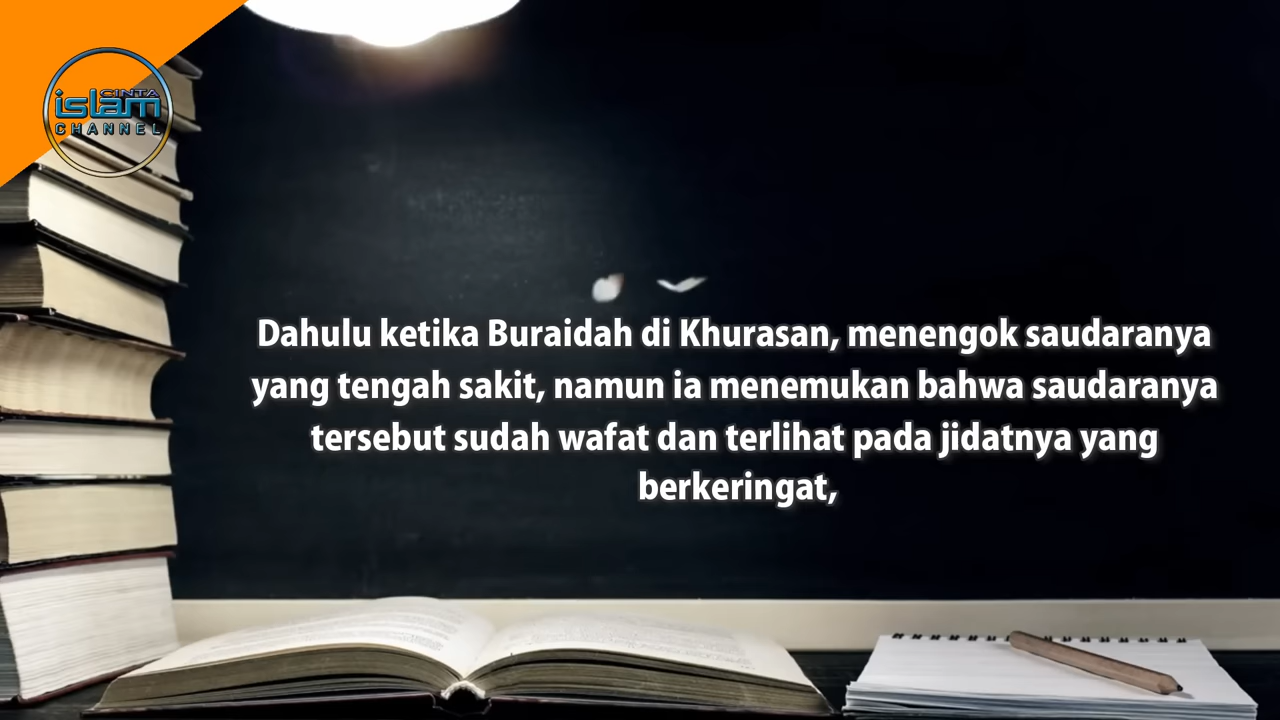 CINTA
islam
CHANNEL
Dahulu ketika Buraidah di Khurasan, menengok saudaranya
yang tengah sakit, namun ia menemukan bahwa saudaranya
tersebut sudah wafat dan terlihat pada jidatnya yang
berkeringat,